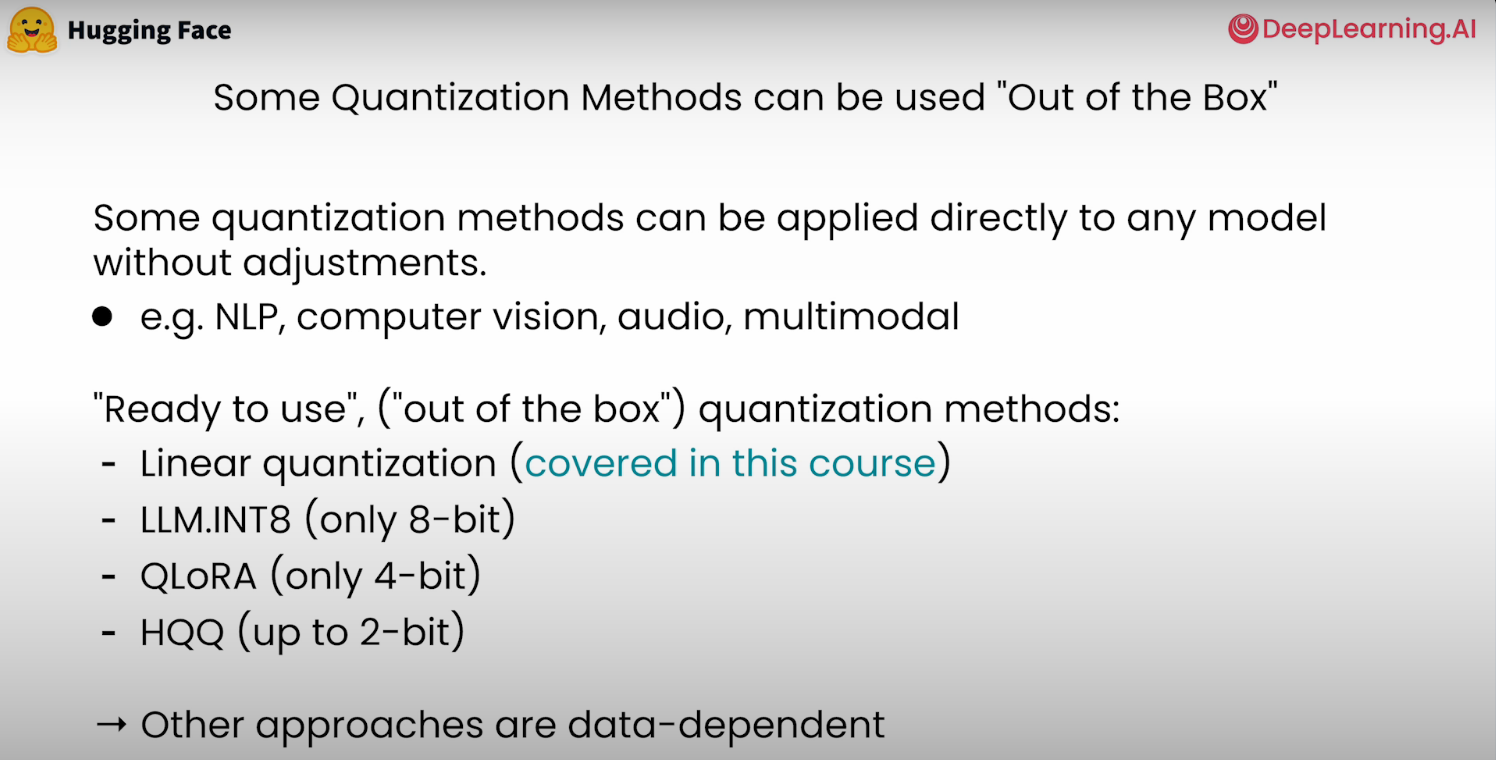 Hugging Face
DeepLearning.AI
Some Quantization Methods can be used "Out of the Box"
Some quantization methods can be applied directly to any model
without adjustments.
● e.g. NLP, computer vision, audio, multimodal
"Ready to use", ("out of the box") quantization methods:
- Linear quantization (covered in this course)
- LLM.INT8 (only 8-bit)
- QLoRA (only 4-bit)
- HQQ (up to 2-bit)
→ Other approaches are data-dependent